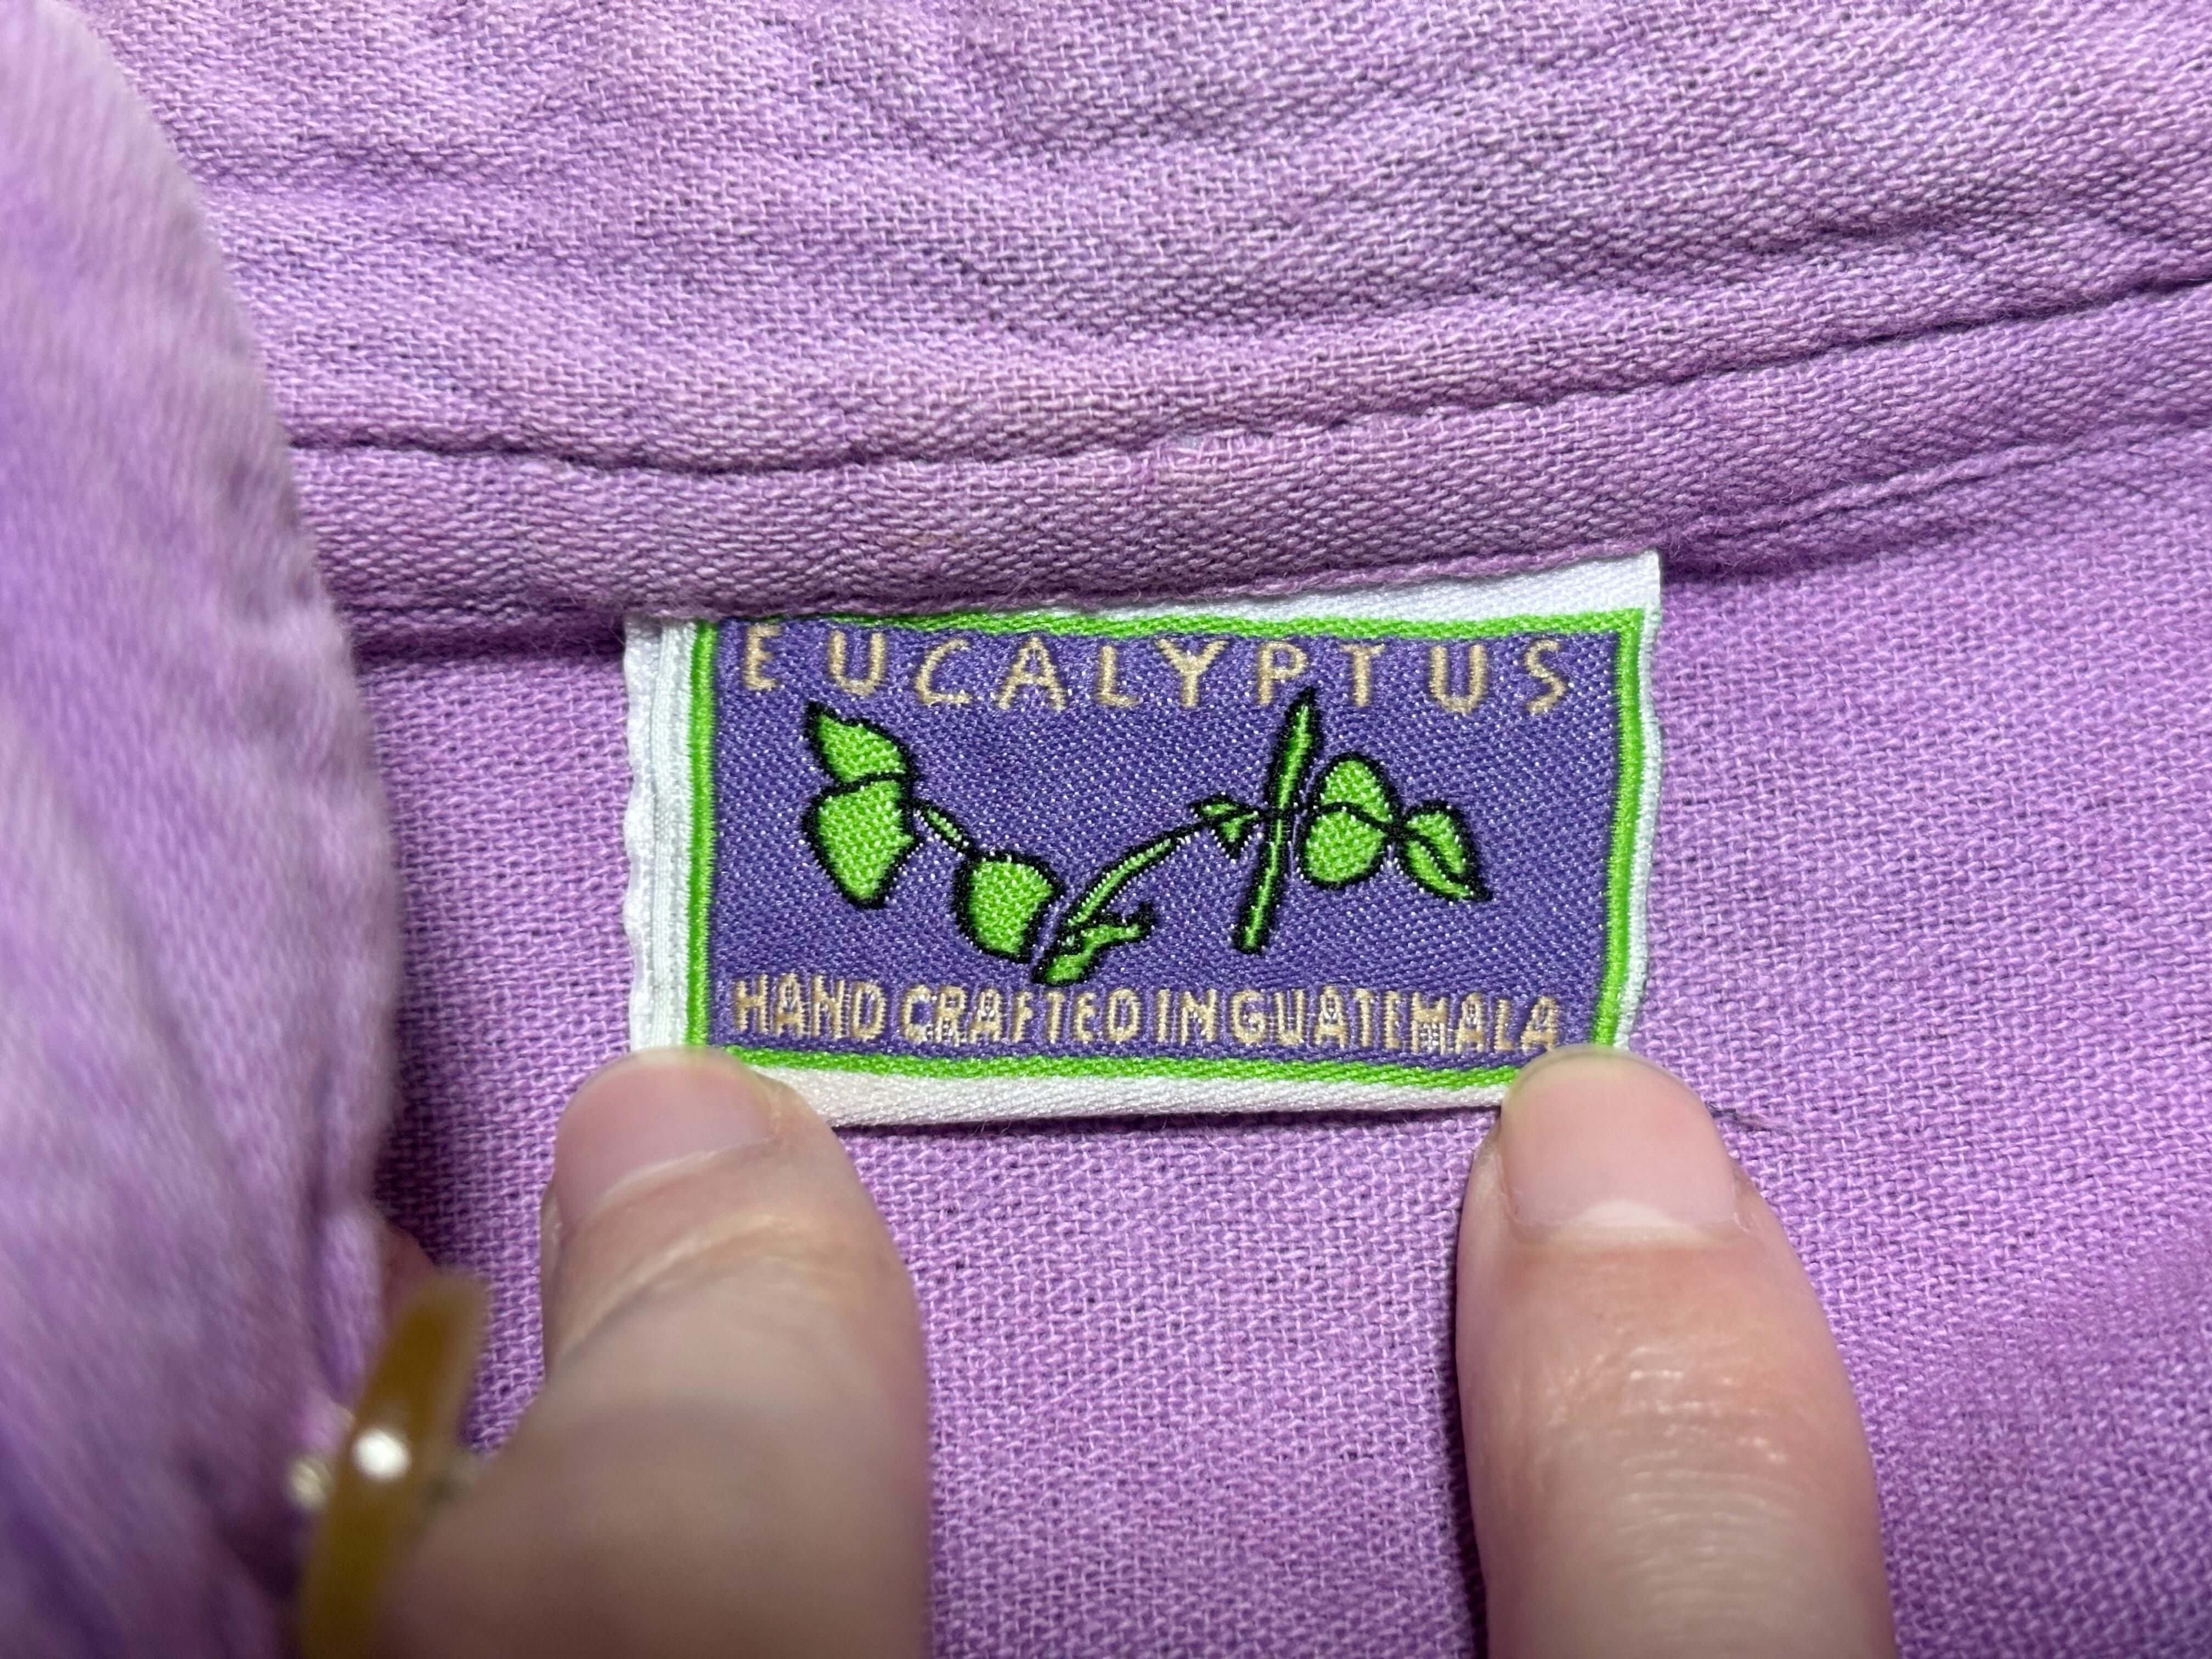 EUCALYPTUS
HAND CRAFTED IN GUATEMALA